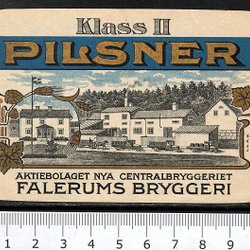 Klass II
PILSNER
AKTIEBOLAGET NYA CENTRALBRYGGERIET
FALERUMS BRYGGERI
1 2 3 4 5 6 7 8 9